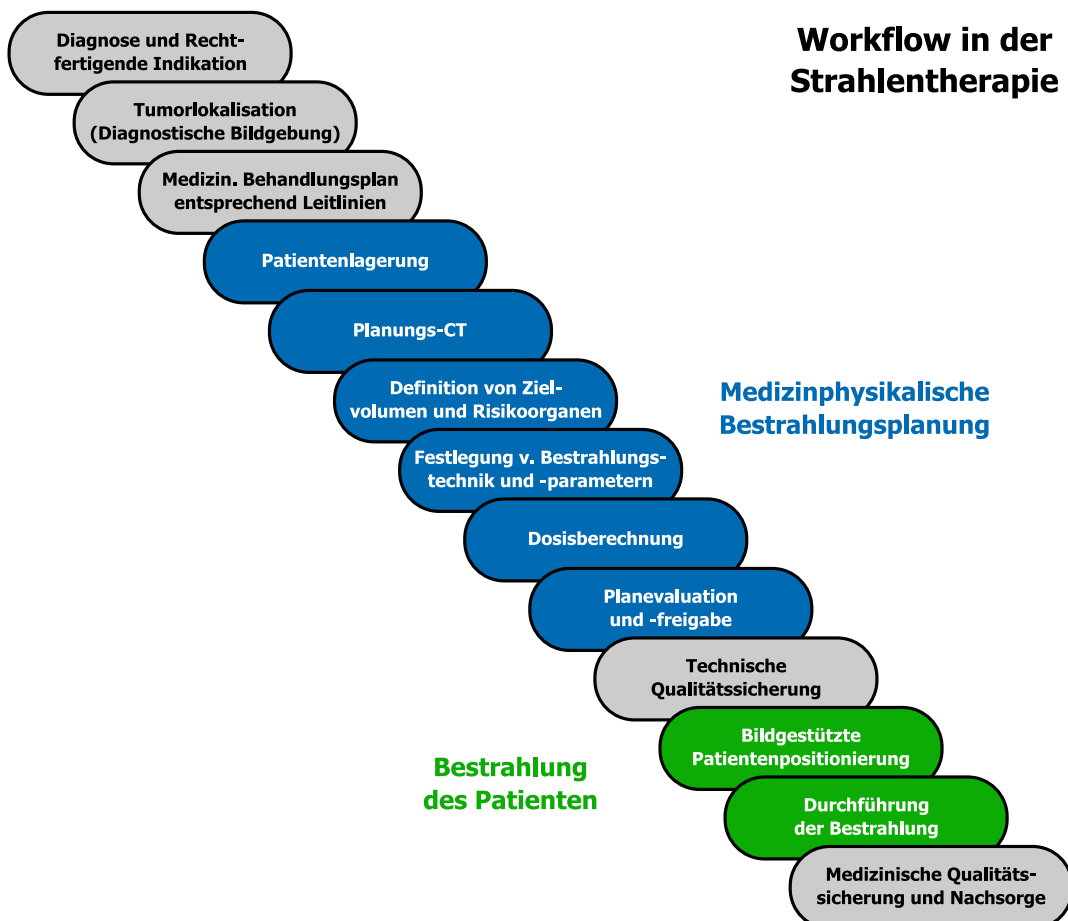 Workflow in der
Strahlentherapie
Diagnose und Recht-
fertigende Indikation
Tumorlokalisation
(Diagnostische Bildgebung)
Medizin. Behandlungsplan
entsprechend Leitlinien
Patientenlagerung
Planungs-CT
Definition von Ziel-
volumen und Risikoorganen
Medizinphysikalische
Bestrahlungsplanung
Festlegung v. Bestrahlungs-
technik und -parametern
Dosisberechnung
Planevaluation
und -freigabe
Technische
Qualitätssicherung
Bildgestützte
Patientenpositionierung
Bestrahlung
des Patienten
Durchführung
der Bestrahlung
Medizinische Qualitäts-
sicherung und Nachsorge